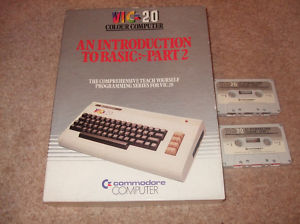 VIC-20
COLOUR COMPUTER
AN INTRODUCTION
TO BASIC:-PART 2
THE COMPREHENSIVE TEACH YOURSELF
PROGRAMMING SERIES FOR VIC 20
commodore
COMPUTER